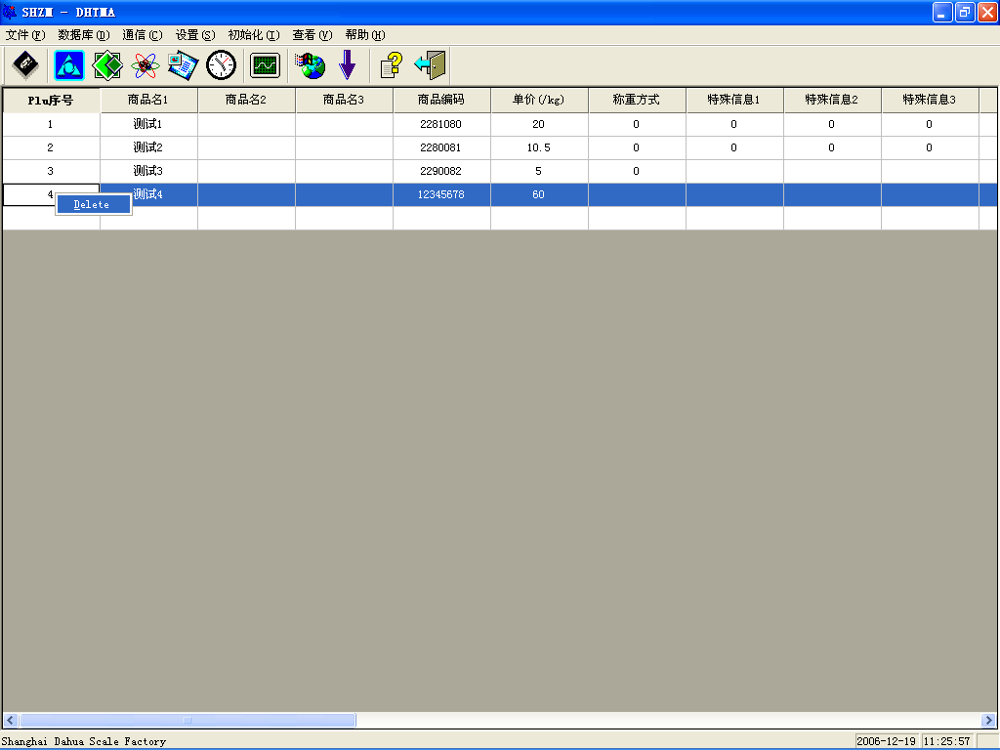 SHZM - DHTMA
文件(F) 数据库(D) 通信(C) 设置(S) 初始化(I) 查看(V) 帮助(H)
Plu序号 商品名1 商品名2 商品名3 商品编码 单价(/kg) 称重方式 特殊信息1 特殊信息2 特殊信息3
1 测试1 2281080 20 0 0 0 0
2 测试2 2280081 10.5 0 0 0 0
3 测试3 2290082 5 0
4 测试4 12345678 60
Delete
Shanghai Dahua Scale Factory 2006-12-19 11:25:57